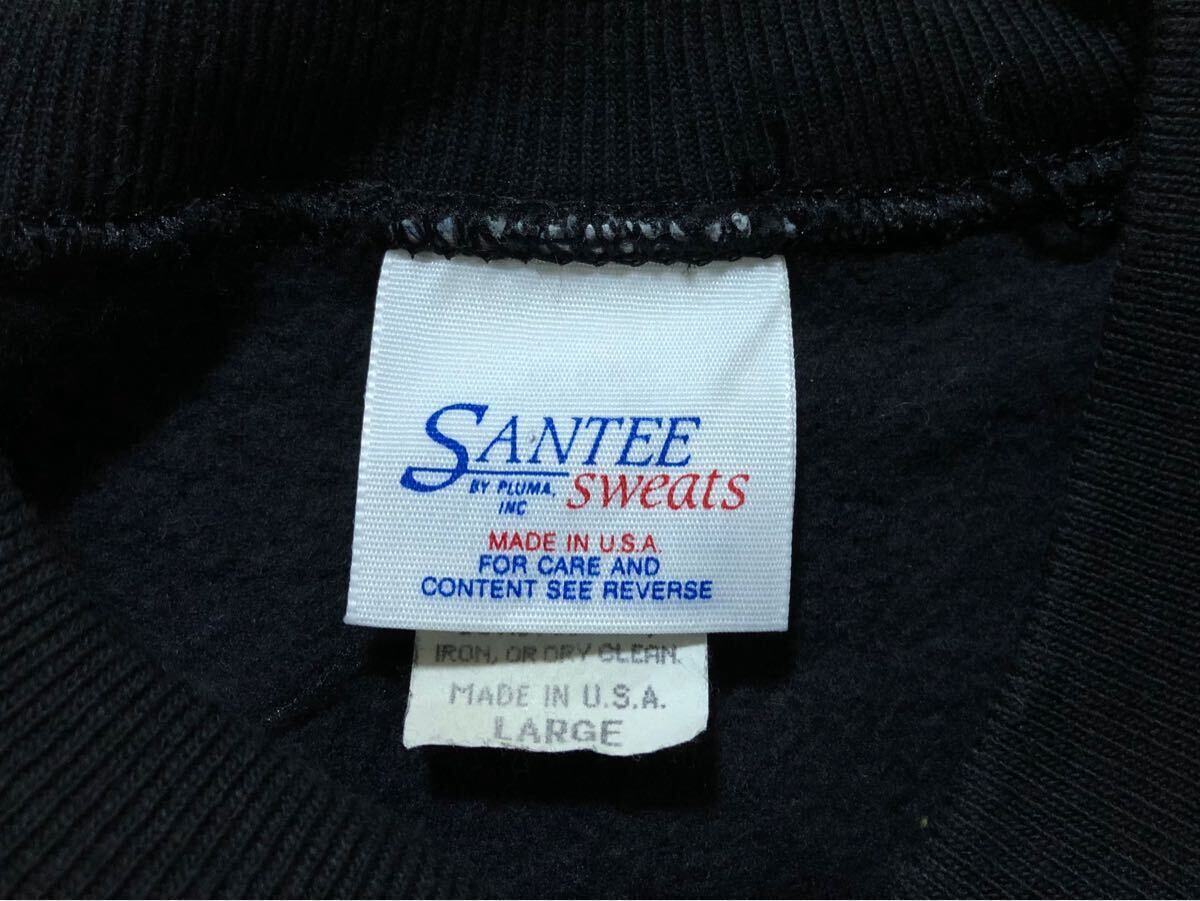 SANTEE
BY PLUMA, sweats
INC
MADE IN U.S.A.
FOR CARE AND
CONTENT SEE REVERSE
IRON, OR DRY CLEAN.
MADE IN U.S.A.
LARGE